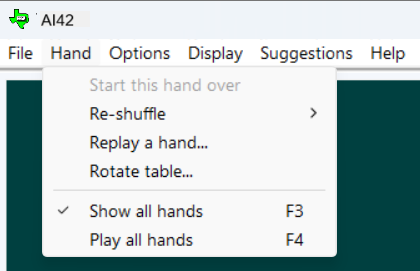 AI42
File Hand Options Display Suggestions Help
Start this hand over
Re-shuffle
Replay a hand...
Rotate table...
Show all hands F3
Play all hands F4